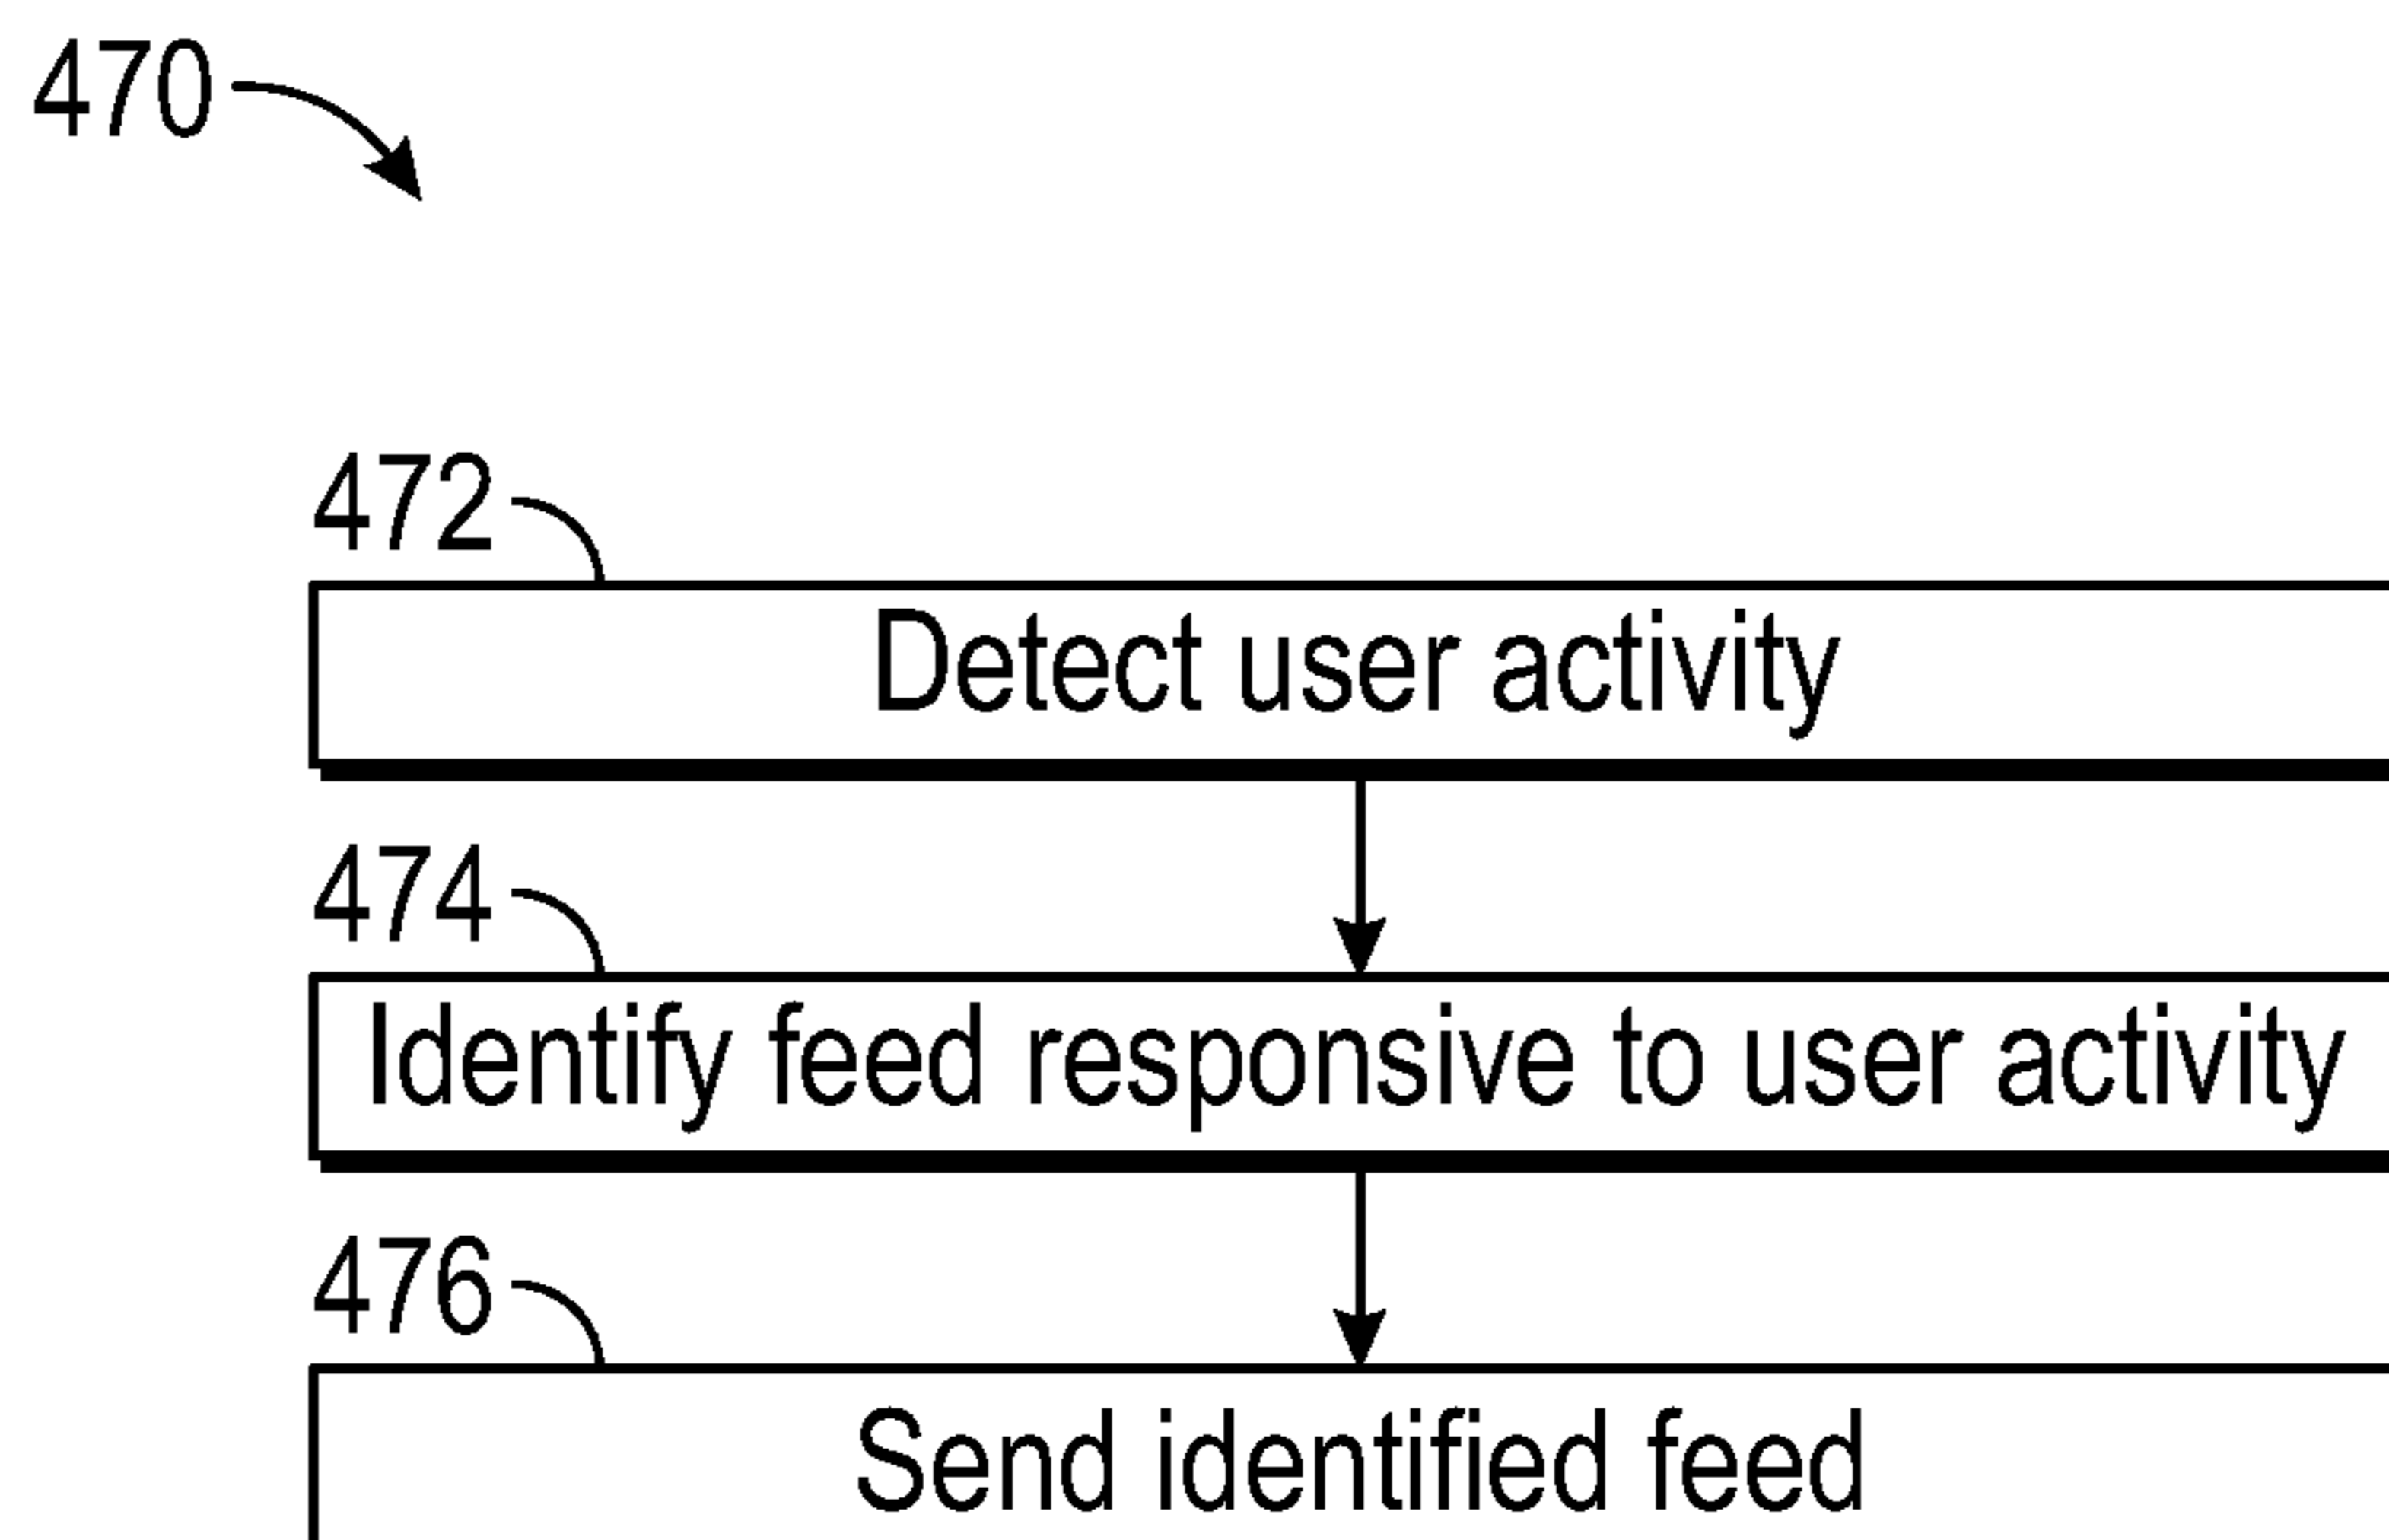 470
472
Detect user activity
474
Identify feed responsive to user activity
476
Send identified feed